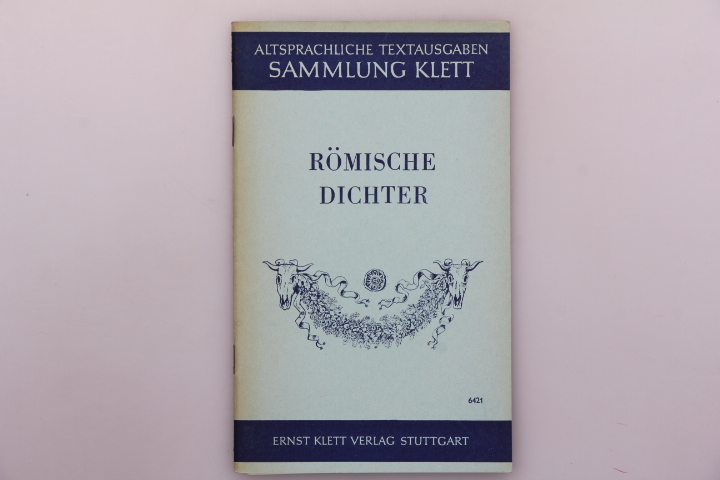 ALTSPRACHLICHE TEXTAUSGABEN
SAMMLUNG KLETT
RÖMISCHE
DICHTER
6421
ERNST KLETT VERLAG STUTTGART